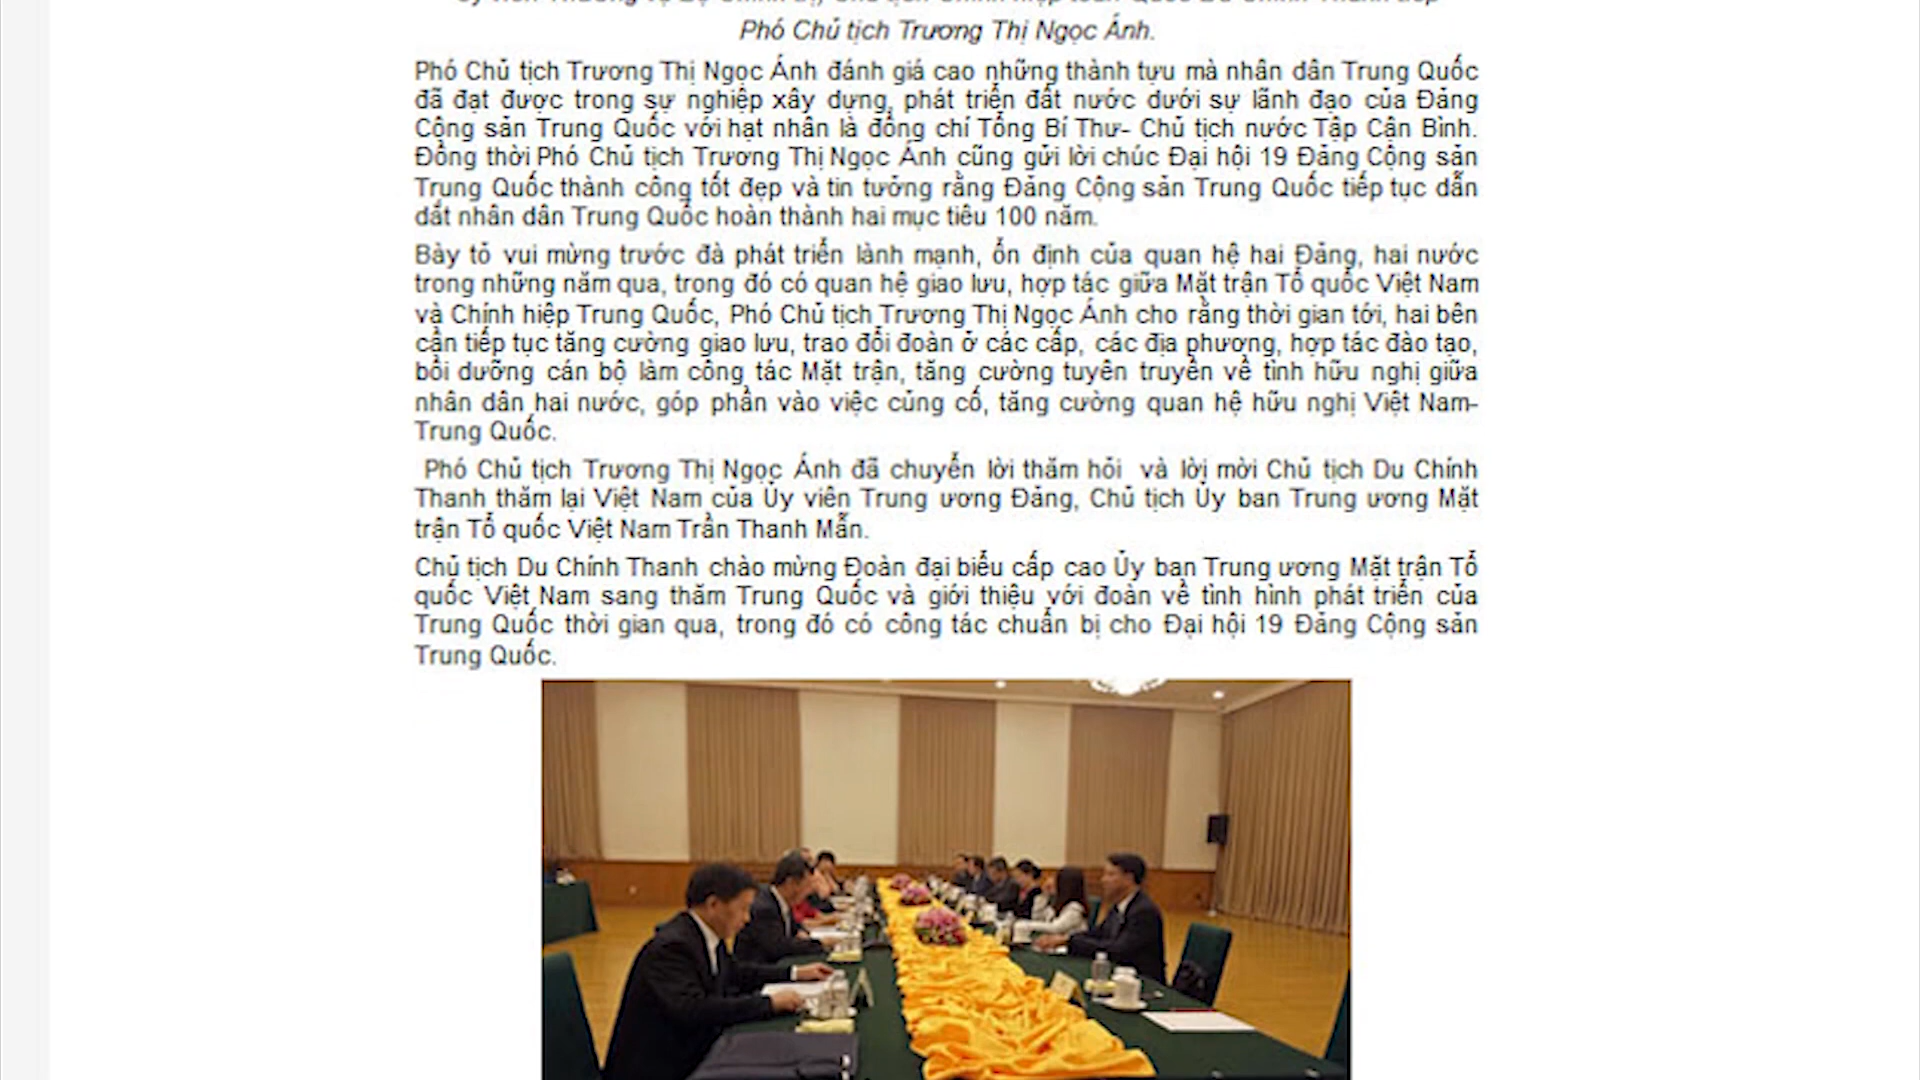 Phó Chủ tịch Trương Thị Ngọc Ánh.
Phó Chủ tịch Trương Thị Ngọc Ánh đánh giá cao những thành tựu mà nhân dân Trung Quốc
đã đạt được trong sự nghiệp xây dựng, phát triển đất nước dưới sự lãnh đạo của Đảng
Cộng sản Trung Quốc với hạt nhân là đồng chí Tổng Bí Thư- Chủ tịch nước Tập Cận Bình.
Đồng thời Phó Chủ tịch Trương Thị Ngọc Ánh cũng gửi lời chúc Đại hội 19 Đảng Cộng sản
Trung Quốc thành công tốt đẹp và tin tưởng rằng Đảng Cộng sản Trung Quốc tiếp tục dẫn
dắt nhân dân Trung Quốc hoàn thành hai mục tiêu 100 năm.
Bày tỏ vui mừng trước đà phát triển lành mạnh, ổn định của quan hệ hai Đảng, hai nước
trong những năm qua, trong đó có quan hệ giao lưu, hợp tác giữa Mặt trận Tổ quốc Việt Nam
và Chính hiệp Trung Quốc, Phó Chủ tịch Trương Thị Ngọc Ánh cho rằng thời gian tới, hai bên
cần tiếp tục tăng cường giao lưu, trao đổi đoàn ở các cấp, các địa phương, hợp tác đào tạo,
bồi dưỡng cán bộ làm công tác Mặt trận, tăng cường tuyên truyền về tình hữu nghị giữa
nhân dân hai nước, góp phần vào việc củng cố, tăng cường quan hệ hữu nghị Việt Nam-
Trung Quốc.
Phó Chủ tịch Trương Thị Ngọc Ánh đã chuyển lời thăm hỏi và lời mời Chủ tịch Du Chính
Thanh thăm lại Việt Nam của Ủy viên Trung ương Đảng, Chủ tịch Ủy ban Trung ương Mặt
trận Tổ quốc Việt Nam Trần Thanh Mẫn.
Chủ tịch Du Chính Thanh chào mừng Đoàn đại biểu cấp cao Ủy ban Trung ương Mặt trận Tổ
quốc Việt Nam sang thăm Trung Quốc và giới thiệu với đoàn về tình hình phát triển của
Trung Quốc thời gian qua, trong đó có công tác chuẩn bị cho Đại hội 19 Đảng Cộng sản
Trung Quốc.